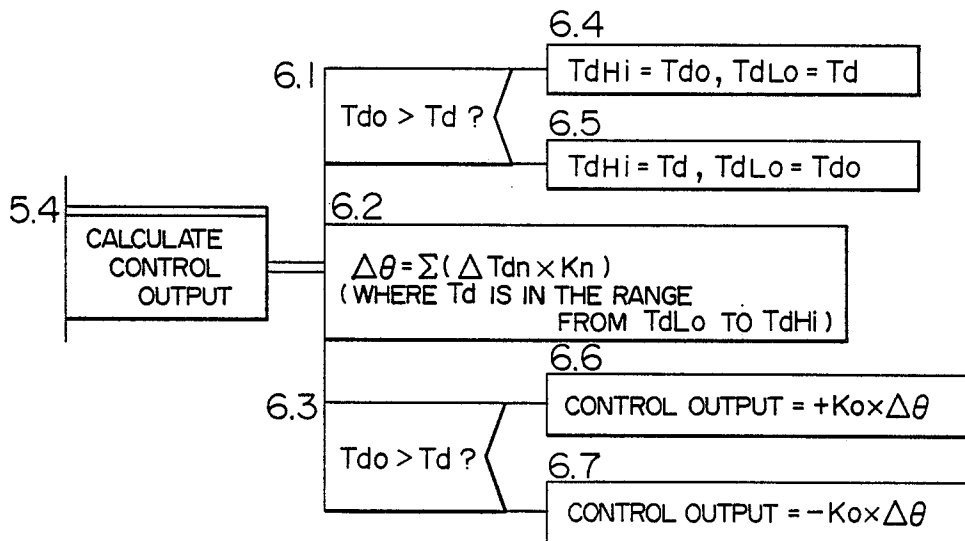 6.4
6.1
TdHi = Tdo, TdLo = Td
Tdo > Td ?
6.5
TdHi = Td, TdLo = Tdo
5.4
CALCULATE
CONTROL
OUTPUT
6.2
Δθ=Σ(ΔTdn×Kn)
(WHERE Td IS IN THE RANGE
FROM TdLo TO TdHi)
6.6
6.3
CONTROL OUTPUT = +Ko×Δθ
Tdo > Td ?
6.7
CONTROL OUTPUT = −Ko×Δθ